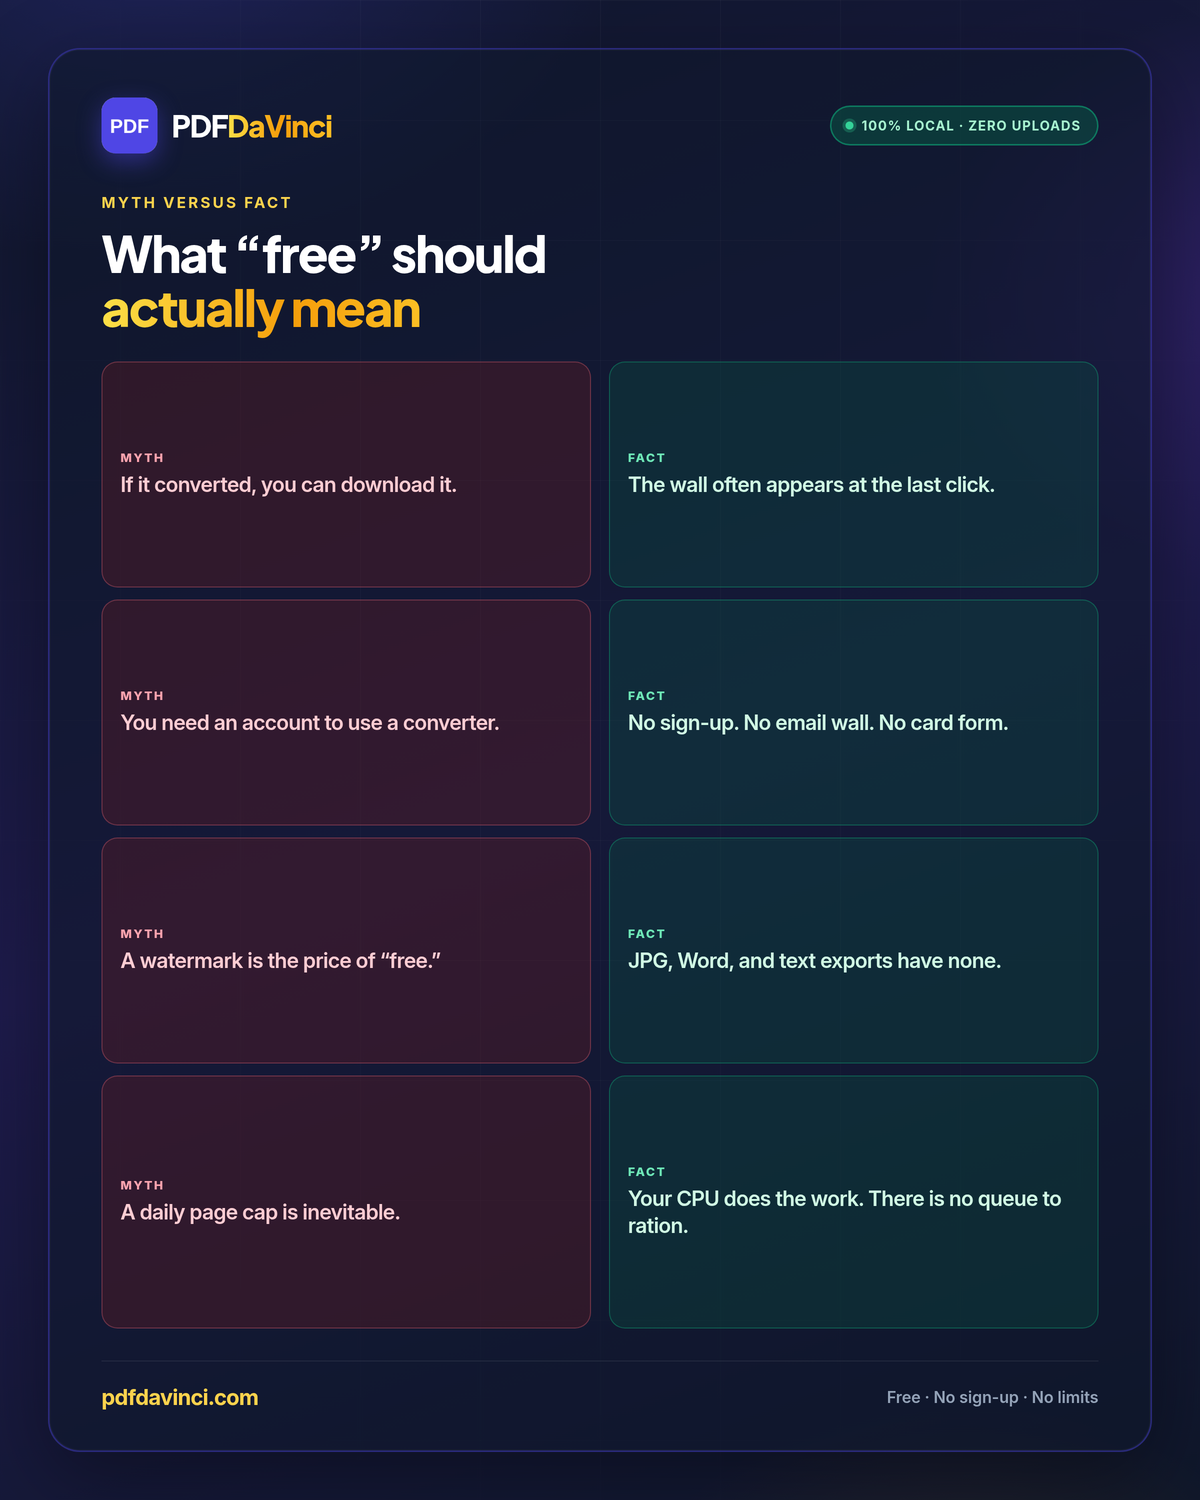 PDF PDFDaVinci
100% LOCAL · ZERO UPLOADS
MYTH VERSUS FACT
What “free” should
actually mean
MYTH
If it converted, you can download it.
FACT
The wall often appears at the last click.
MYTH
You need an account to use a converter.
FACT
No sign-up. No email wall. No card form.
MYTH
A watermark is the price of “free.”
FACT
JPG, Word, and text exports have none.
MYTH
A daily page cap is inevitable.
FACT
Your CPU does the work. There is no queue to
ration.
pdfdavinci.com
Free · No sign-up · No limits